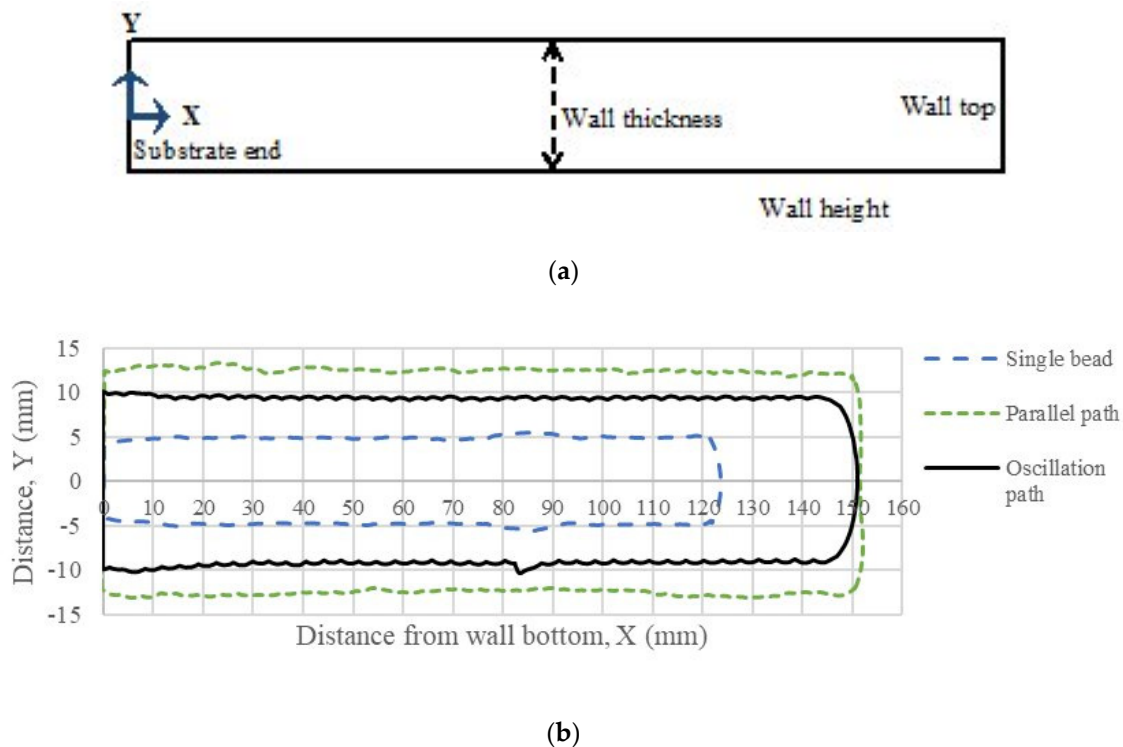 Y
X
Substrate end
Wall thickness
Wall top
Wall height
(a)
15
10
5
0
-5
-10
-15
0 10 20 30 40 50 60 70 80 90 100 110 120 130 140 150 160
Distance, Y (mm)
Distance from wall bottom, X (mm)
Single bead
Parallel path
Oscillation
path
(b)